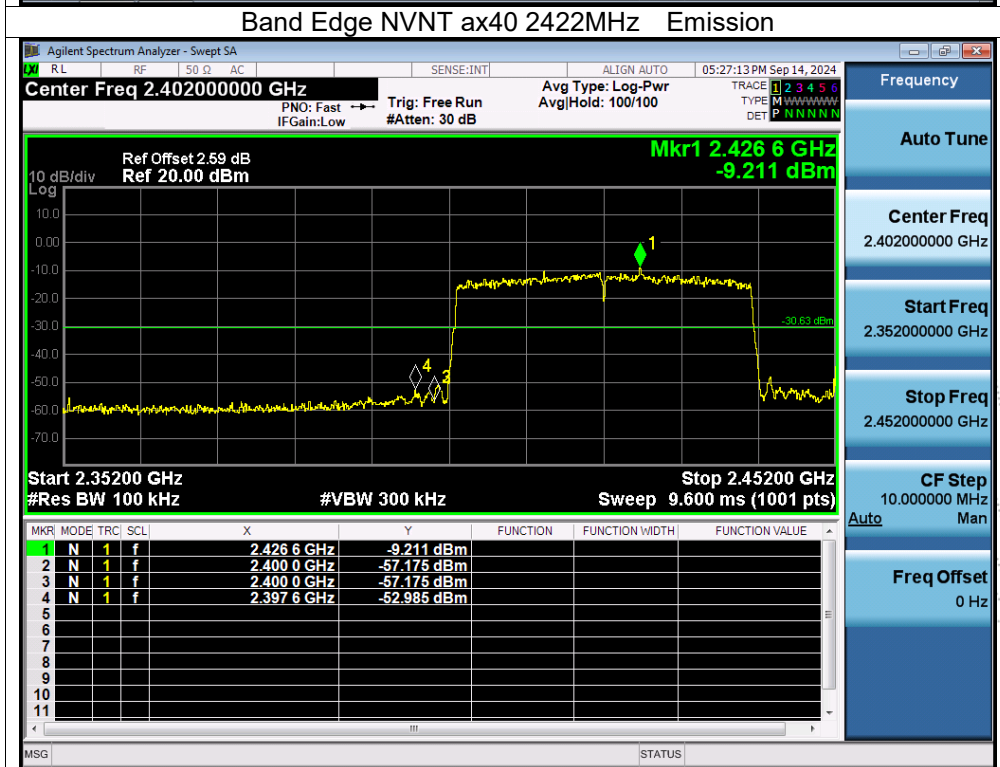 Band Edge NVNT ax40 2422MHz Emission
Agilent Spectrum Analyzer - Swept SA
LXI RL RF 50 Ω AC SENSE:INT ALIGN AUTO 05:27:13 PM Sep 14, 2024
Center Freq 2.402000000 GHz
PNO: Fast
IFGain:Low
Trig: Free Run
#Atten: 30 dB
Avg Type: Log-Pwr
Avg|Hold: 100/100
TRACE 1 2 3 4 5 6
TYPE M W W W W W
DET P N N N N N
Frequency
Auto Tune
Center Freq
2.402000000 GHz
Start Freq
2.352000000 GHz
Stop Freq
2.452000000 GHz
CF Step
10.000000 MHz
Auto Man
Freq Offset
0 Hz
Mkr1 2.426 6 GHz
-9.211 dBm
Ref Offset 2.59 dB
10 dB/div Ref 20.00 dBm
Log
10.0
0.00
-10.0
-20.0
-30.0
-40.0
-50.0
-60.0
-70.0
1
-30.63 dBm
4
Start 2.35200 GHz Stop 2.45200 GHz
#Res BW 100 kHz #VBW 300 kHz Sweep 9.600 ms (1001 pts)
MKR MODE TRC SCL X Y FUNCTION FUNCTION WIDTH FUNCTION VALUE
1 N 1 f 2.426 6 GHz -9.211 dBm
2 N 1 f 2.400 0 GHz -57.175 dBm
3 N 1 f 2.400 0 GHz -57.175 dBm
4 N 1 f 2.397 6 GHz -52.985 dBm
5
6
7
8
9
10
11
MSG STATUS